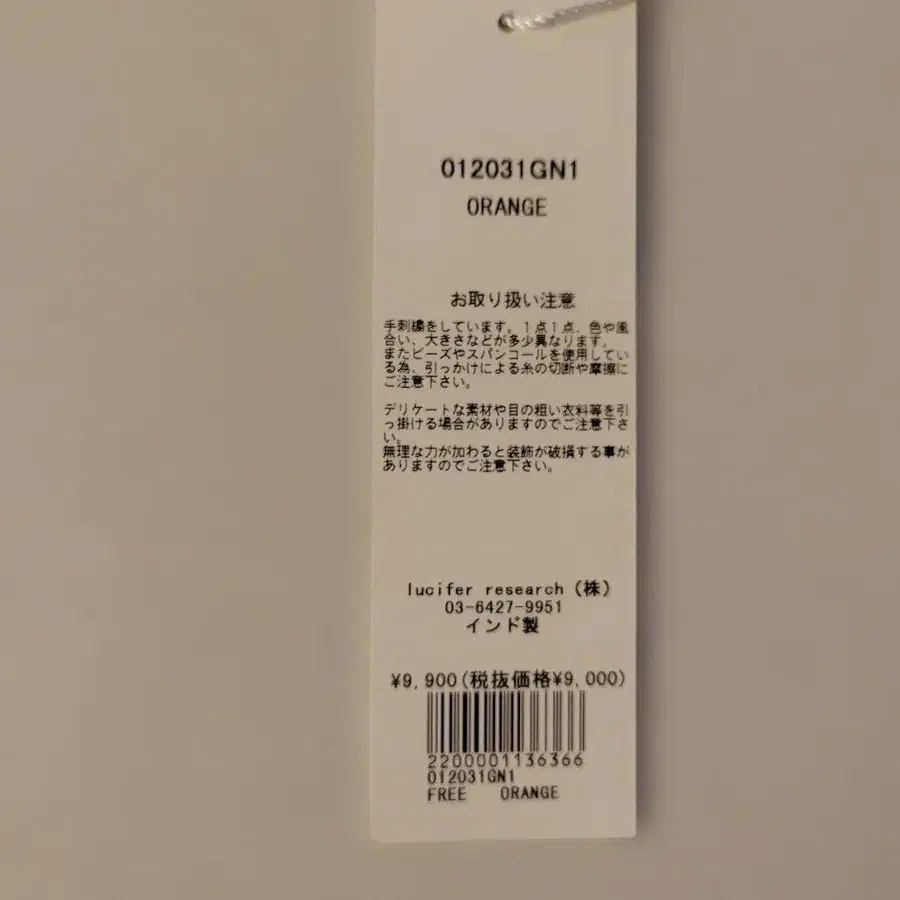 012031GN1
ORANGE
お取り扱い注意
手刺繍をしています。１点１点、色や風
合い、大きさなどが多少異なります。
またビーズやスパンコールを使用してい
る為、引っかけによる糸の切断や摩擦に
ご注意下さい。
デリケートな素材や目の粗い衣料等を引
っ掛ける場合がありますのでご注意下さ
い。
無理な力が加わると装飾が破損する事が
ありますのでご注意下さい。
lucifer research (株)
03-6427-9951
インド製
¥9,900(税抜価格¥9,000)
2200001136366
012031GN1
FREE ORANGE